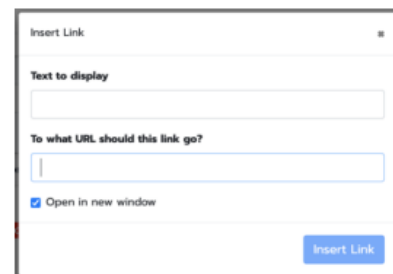 Insert Link
Text to display
To what URL should this link go?
Open in new window
Insert Link